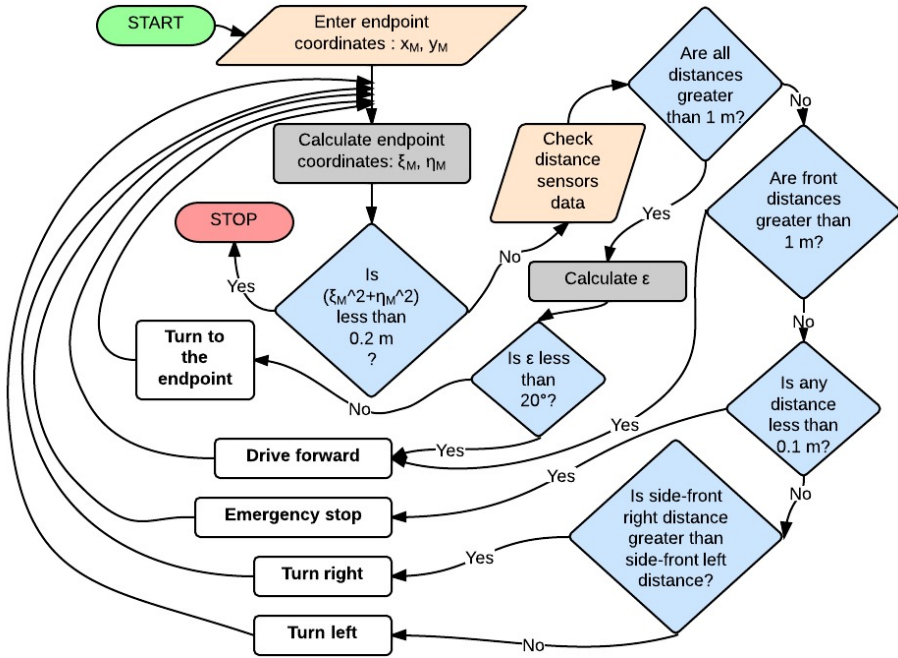 START
Enter endpoint
coordinates : xM, yM
Calculate endpoint
coordinates: ξM, ηM
STOP
Yes
Is
(ξM^2+ηM^2)
less than
0.2 m
?
No
Check
distance
sensors
data
Are all
distances
greater
than 1 m?
No
Yes
Are front
distances
greater than
1 m?
Calculate ε
No
Turn to
the
endpoint
No
Is ε less
than
20°?
Yes
Yes
Is any
distance
less than
0.1 m?
Drive forward
Yes
No
Emergency stop
Is side-front
right distance
greater than
side-front left
distance?
Yes
Turn right
Turn left
No